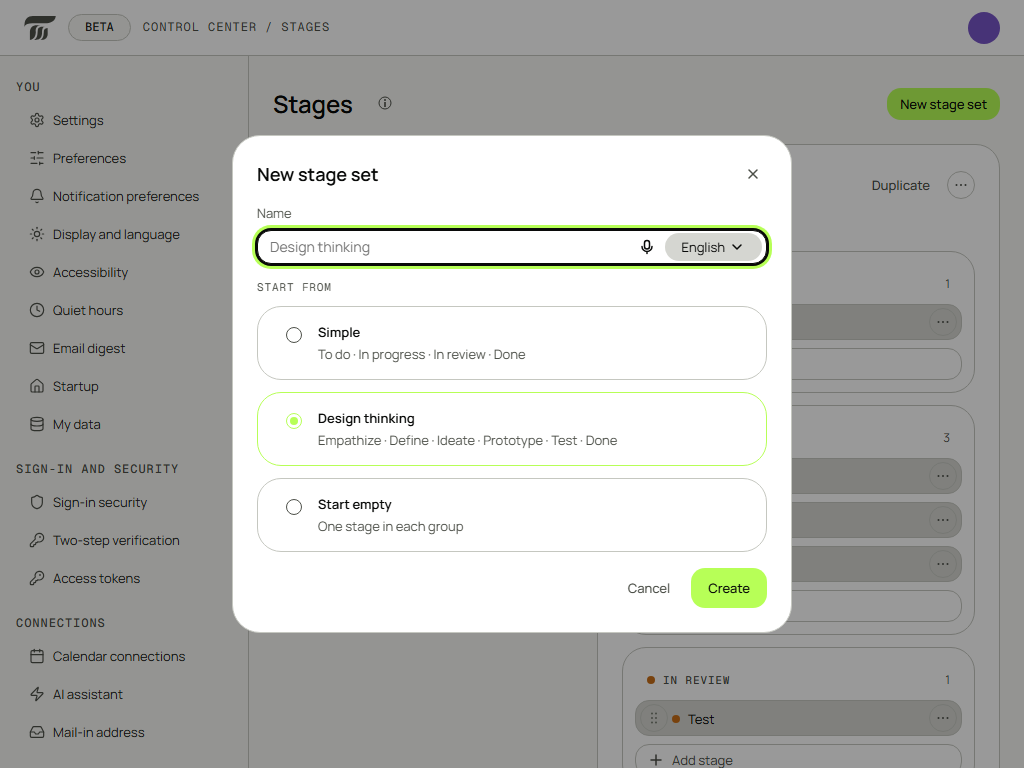 BETA
CONTROL CENTER / STAGES
YOU
Settings
Preferences
Notification preferences
Display and language
Accessibility
Quiet hours
Email digest
Startup
My data
SIGN-IN AND SECURITY
Sign-in security
Two-step verification
Access tokens
CONNECTIONS
Calendar connections
AI assistant
Mail-in address
Stages
New stage set
Duplicate
1
3
IN REVIEW 1
Test
Add stage
New stage set
Name
Design thinking
English
START FROM
Simple
To do · In progress · In review · Done
Design thinking
Empathize · Define · Ideate · Prototype · Test · Done
Start empty
One stage in each group
Cancel
Create